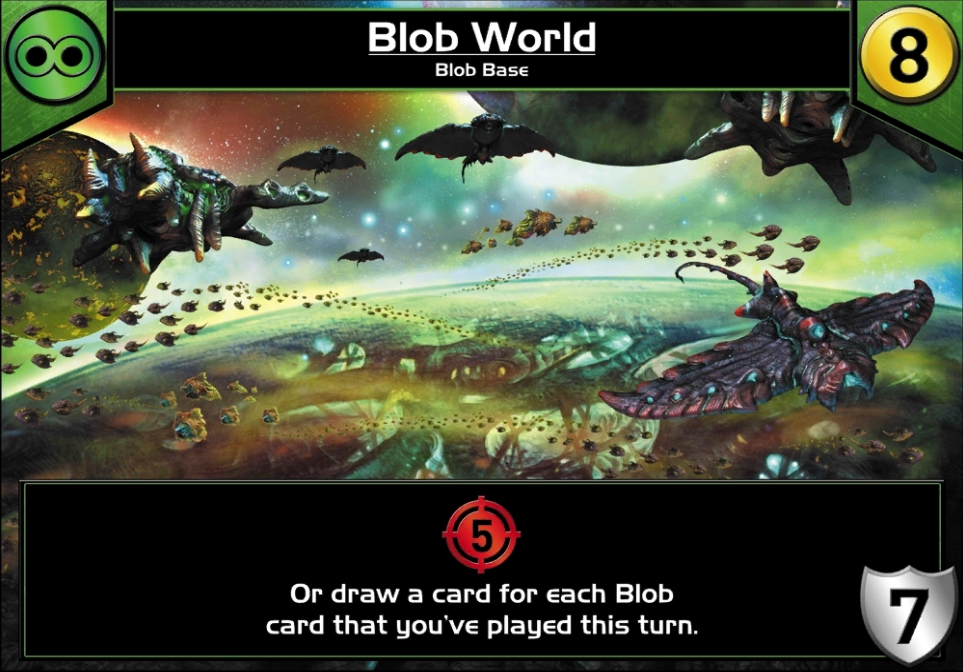 Blob World
8
Blob Base
5
Or draw a card for each Blob
card that you've played this turn.
7